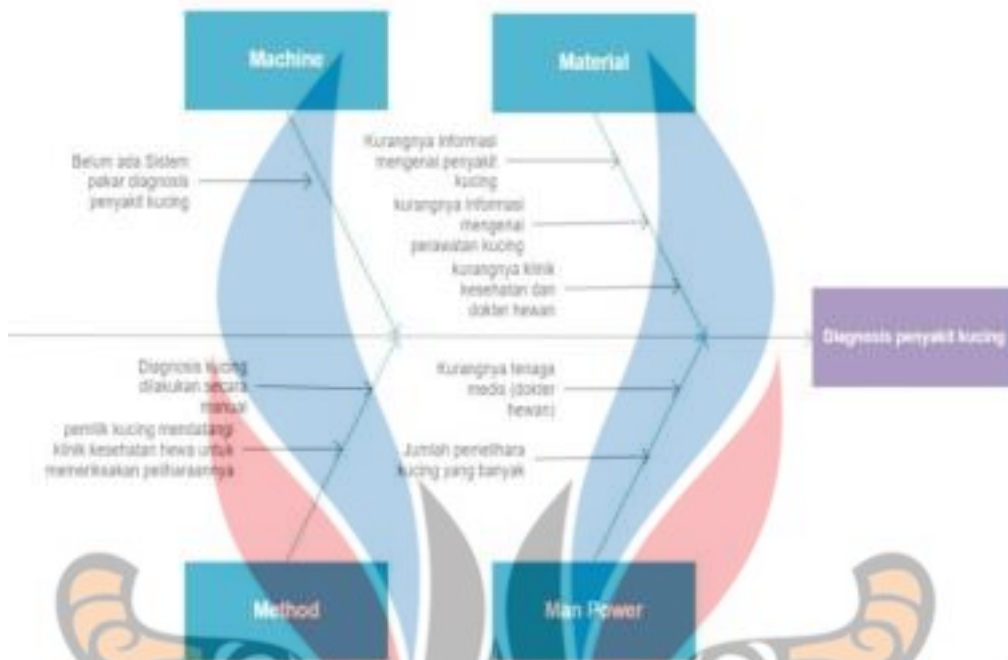 Machine
Material
Belum ada Sistem
pakar diagnosis
penyakit kucing
Kurangnya Informasi
mengenai penyakit
kucing
kurangnya informasi
mengenai
perawatan kucing
kurangnya klinik
kesehatan dan
dokter hewan
Diagnosis penyakit kucing
Diagnosis kucing
dilakukan secara
manual
pemilik kucing mendatangi
klinik kesehatan hewa untuk
memeriksakan peliharaannya
Kurangnya tenaga
medis (dokter
hewan)
Jumlah pemelihara
kucing yang banyak
Method
Man Power